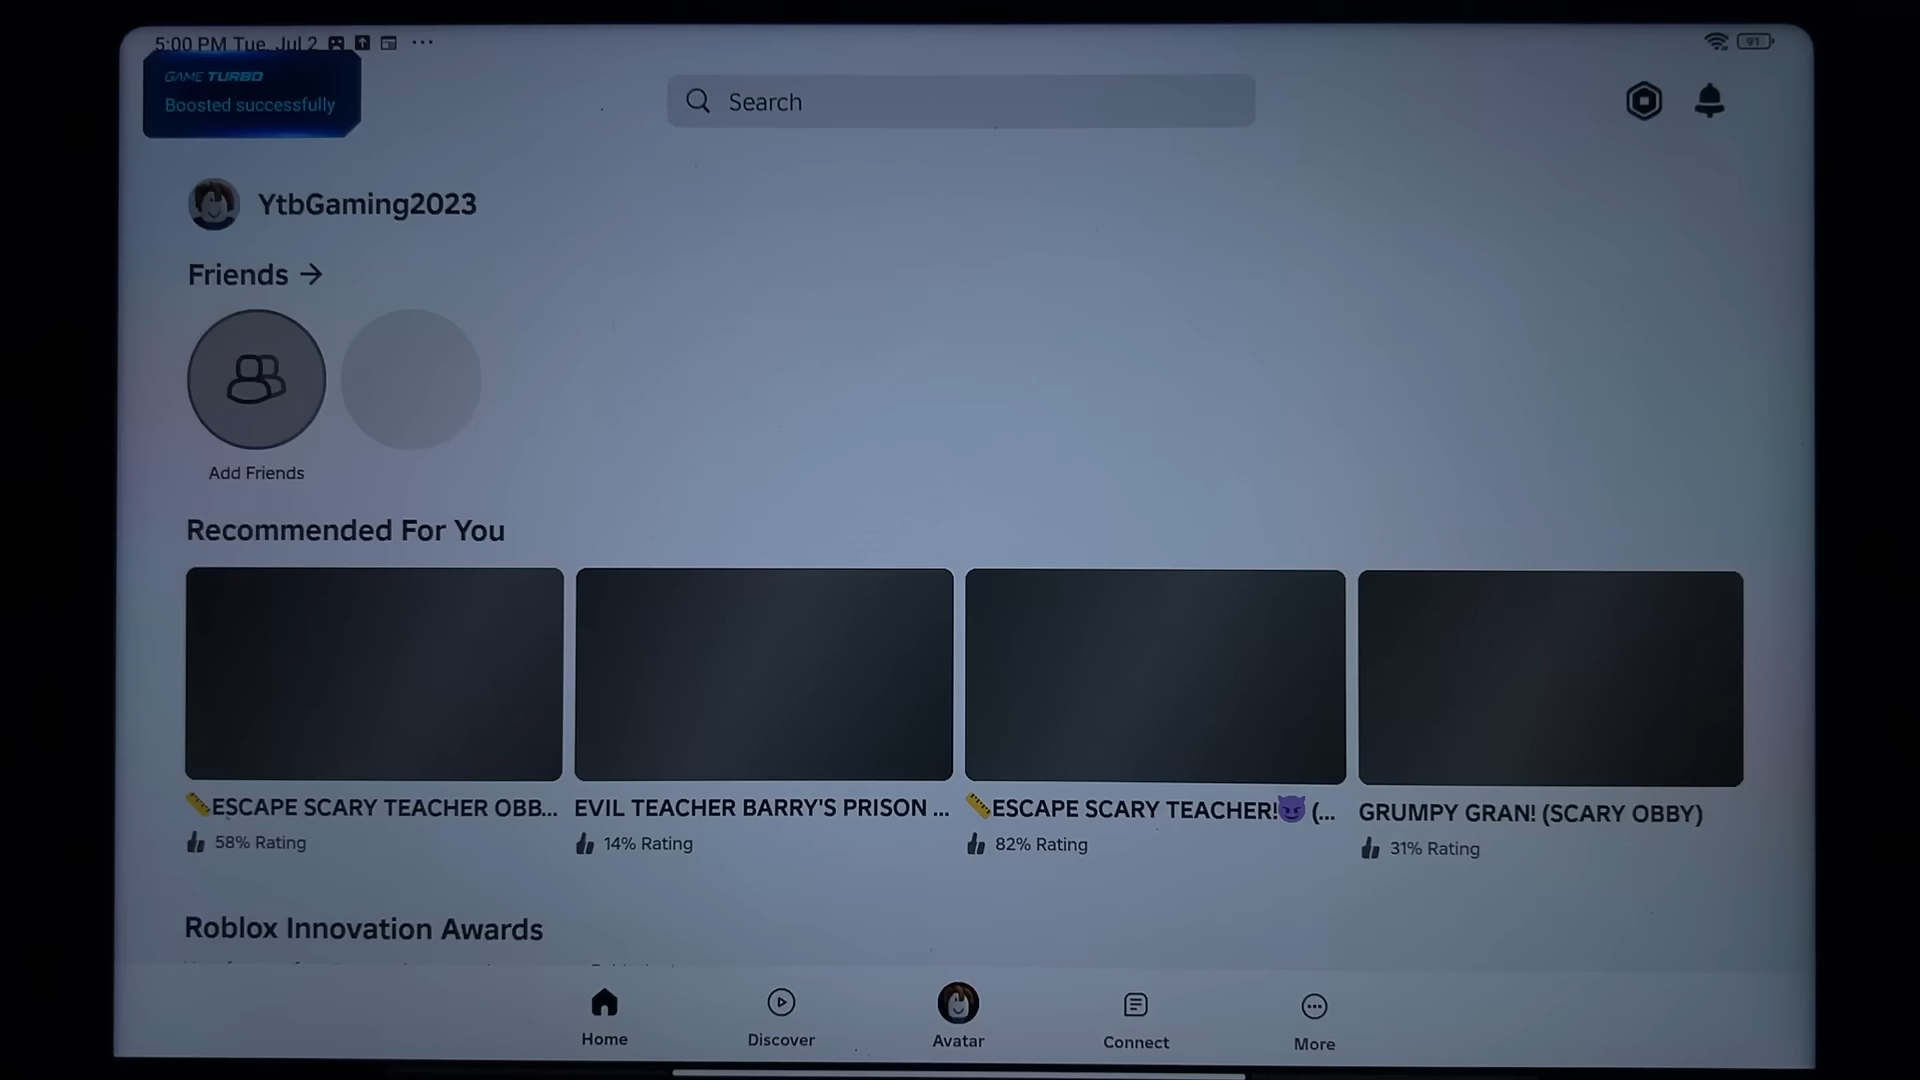 5:00 PM Tue, Jul 2
91
GAME TURBO
Boosted successfully
Search
YtbGaming2023
Friends
Add Friends
Recommended For You
📏ESCAPE SCARY TEACHER OBB...
EVIL TEACHER BARRY'S PRISON ...
📏ESCAPE SCARY TEACHER!😈 (...
GRUMPY GRAN! (SCARY OBBY)
58% Rating
14% Rating
82% Rating
31% Rating
Roblox Innovation Awards
Home
Discover
Avatar
Connect
More